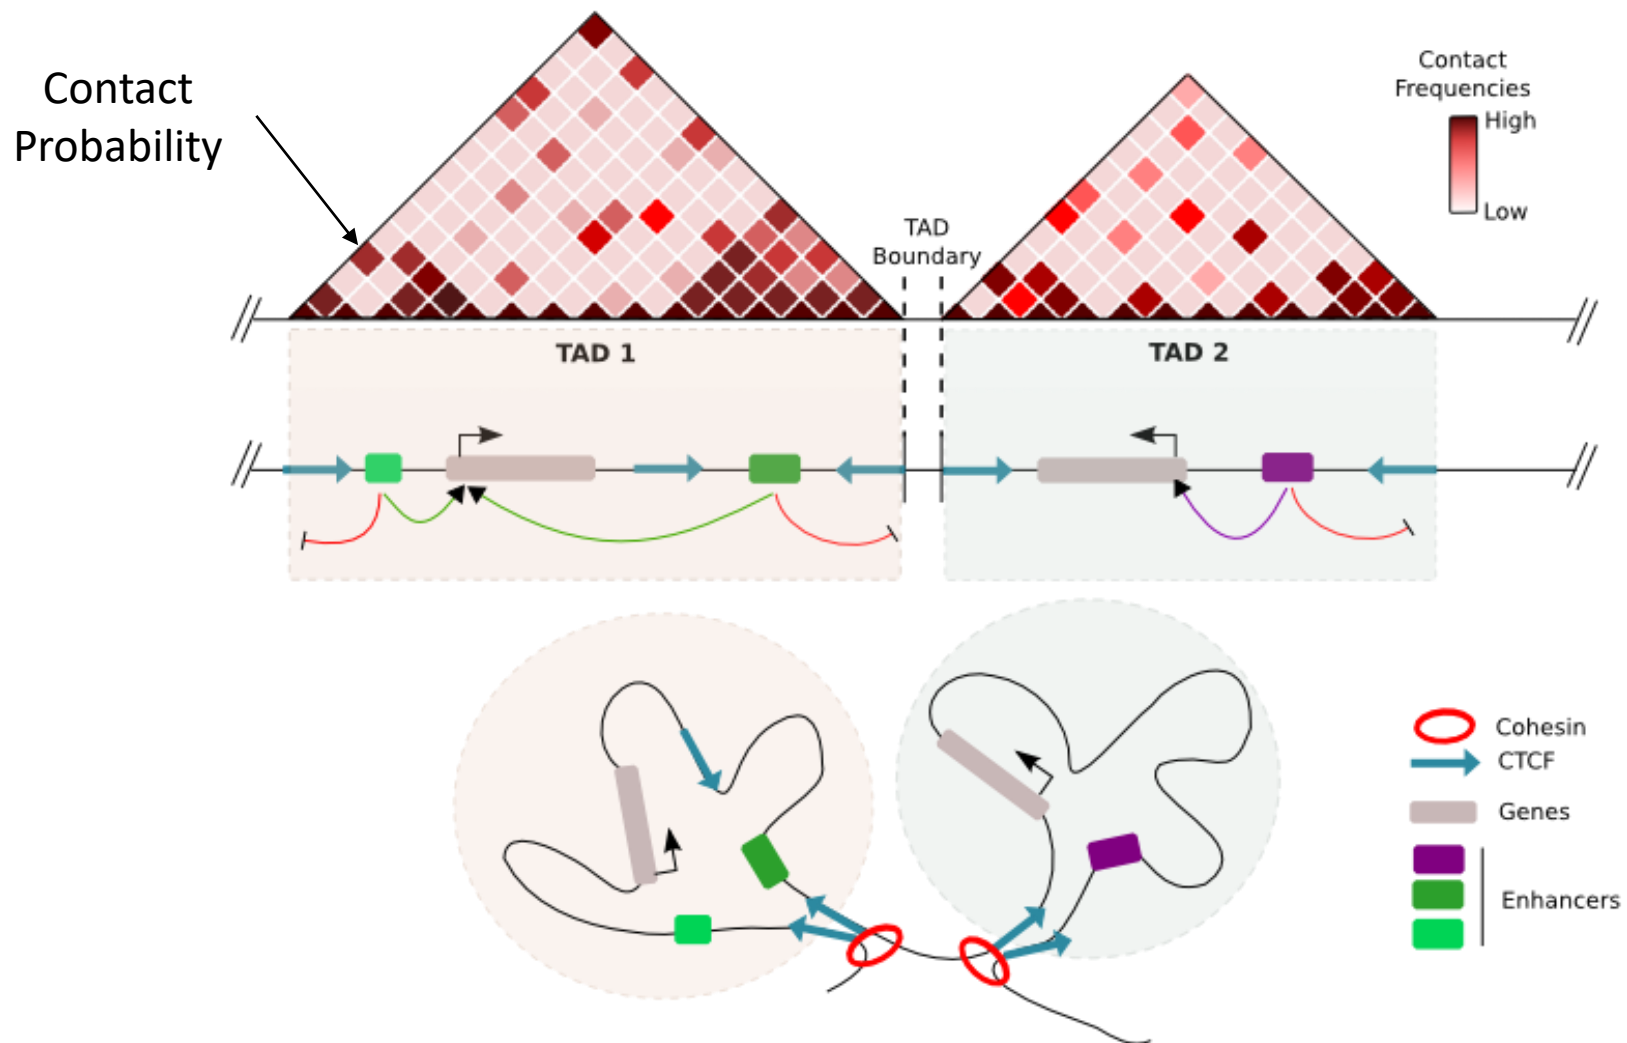 Contact
Probability
Contact
Frequencies
High
Low
TAD
Boundary
TAD 1
TAD 2
Cohesin
CTCF
Genes
Enhancers